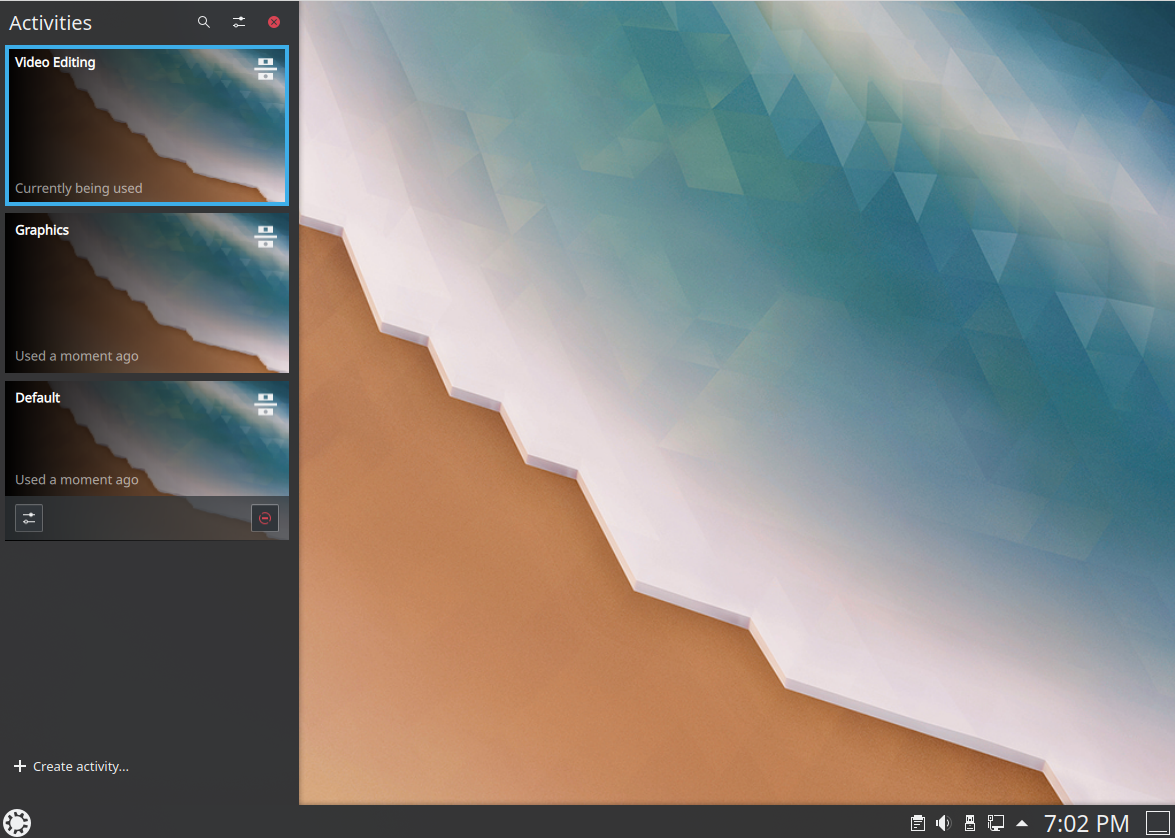 Activities
Video Editing
Currently being used
Graphics
Used a moment ago
Default
Used a moment ago
Create activity...
7:02 PM